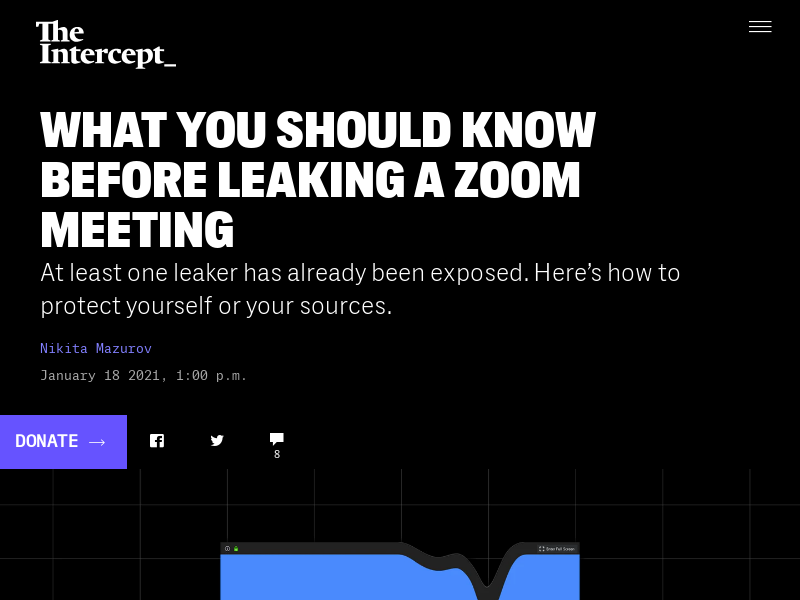 The
Intercept_
WHAT YOU SHOULD KNOW
BEFORE LEAKING A ZOOM
MEETING
At least one leaker has already been exposed. Here’s how to
protect yourself or your sources.
Nikita Mazurov
January 18 2021, 1:00 p.m.
DONATE →
8
Enter Full Screen